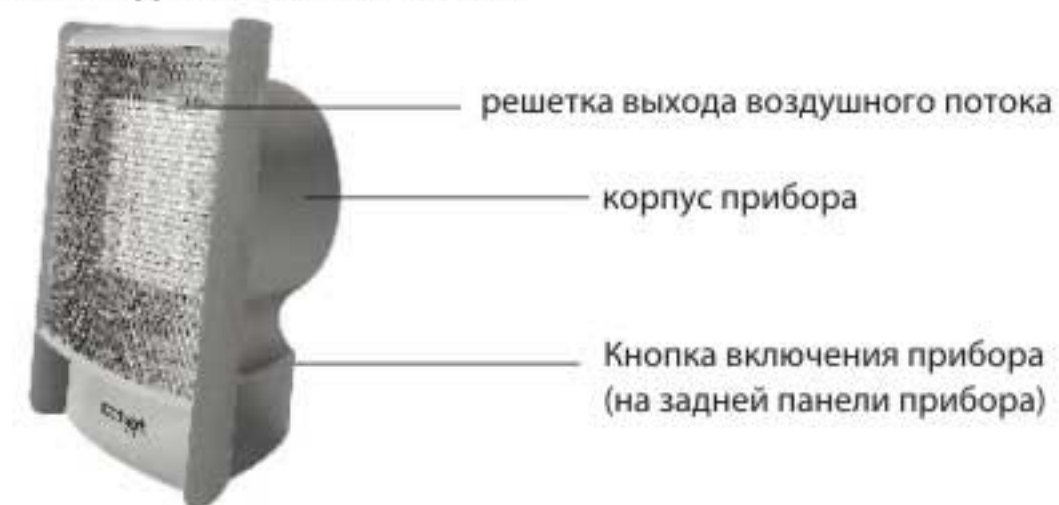 решетка выхода воздушного потока
корпус прибора
Кнопка включения прибора
(на задней панели прибора)